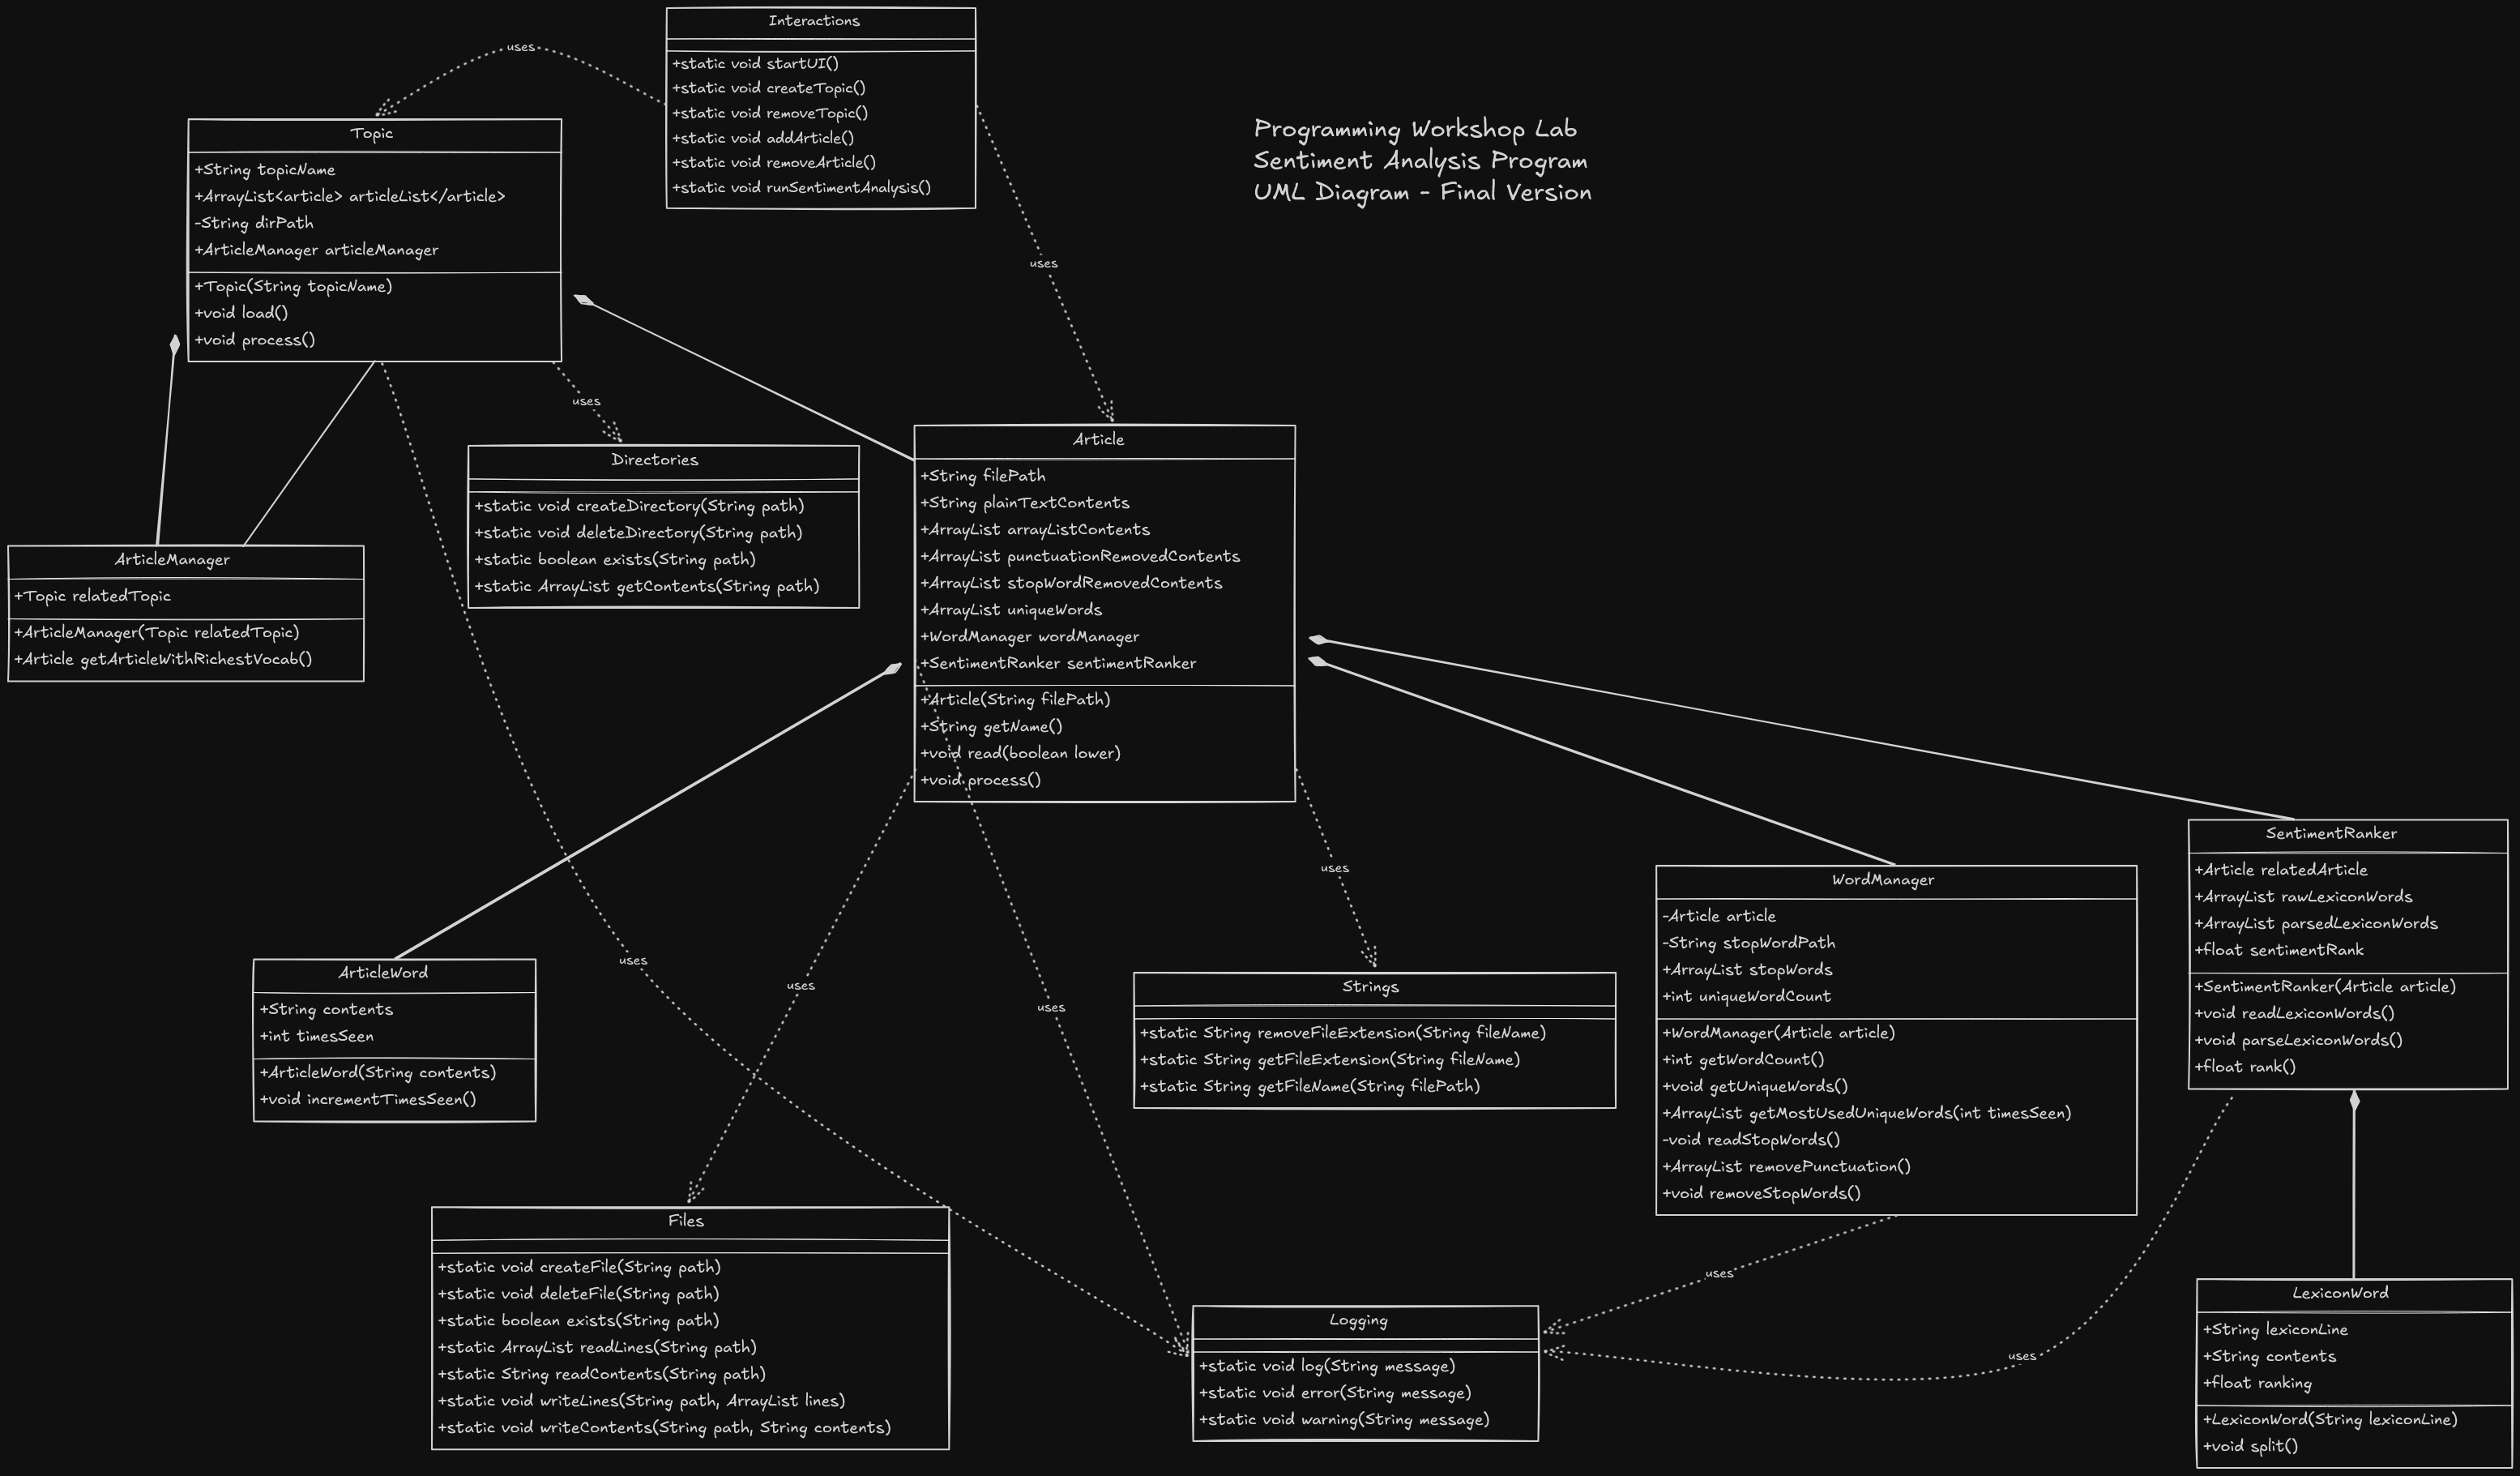 Interactions
+static void startUI()
+static void createTopic()
+static void removeTopic()
+static void addArticle()
+static void removeArticle()
+static void runSentimentAnalysis()
uses
uses
Programming Workshop Lab
Sentiment Analysis Program
UML Diagram - Final Version
Topic
+String topicName
+ArrayList<article> articleList</article>
-String dirPath
+ArticleManager articleManager
+Topic(String topicName)
+void load()
+void process()
uses
Directories
+static void createDirectory(String path)
+static void deleteDirectory(String path)
+static boolean exists(String path)
+static ArrayList getContents(String path)
ArticleManager
+Topic relatedTopic
+ArticleManager(Topic relatedTopic)
+Article getArticleWithRichestVocab()
Article
+String filePath
+String plainTextContents
+ArrayList arrayListContents
+ArrayList punctuationRemovedContents
+ArrayList stopWordRemovedContents
+ArrayList uniqueWords
+WordManager wordManager
+SentimentRanker sentimentRanker
+Article(String filePath)
+String getName()
+void read(boolean lower)
+void process()
uses
uses
uses
uses
ArticleWord
+String contents
+int timesSeen
+ArticleWord(String contents)
+void incrementTimesSeen()
Strings
+static String removeFileExtension(String fileName)
+static String getFileExtension(String fileName)
+static String getFileName(String filePath)
WordManager
-Article article
-String stopWordPath
+ArrayList stopWords
+int uniqueWordCount
+WordManager(Article article)
+int getWordCount()
+void getUniqueWords()
+ArrayList getMostUsedUniqueWords(int timesSeen)
-void readStopWords()
+ArrayList removePunctuation()
+void removeStopWords()
SentimentRanker
+Article relatedArticle
+ArrayList rawLexiconWords
+ArrayList parsedLexiconWords
+float sentimentRank
+SentimentRanker(Article article)
+void readLexiconWords()
+void parseLexiconWords()
+float rank()
Files
+static void createFile(String path)
+static void deleteFile(String path)
+static boolean exists(String path)
+static ArrayList readLines(String path)
+static String readContents(String path)
+static void writeLines(String path, ArrayList lines)
+static void writeContents(String path, String contents)
uses
uses
Logging
+static void log(String message)
+static void error(String message)
+static void warning(String message)
LexiconWord
+String lexiconLine
+String contents
+float ranking
+LexiconWord(String lexiconLine)
+void split()